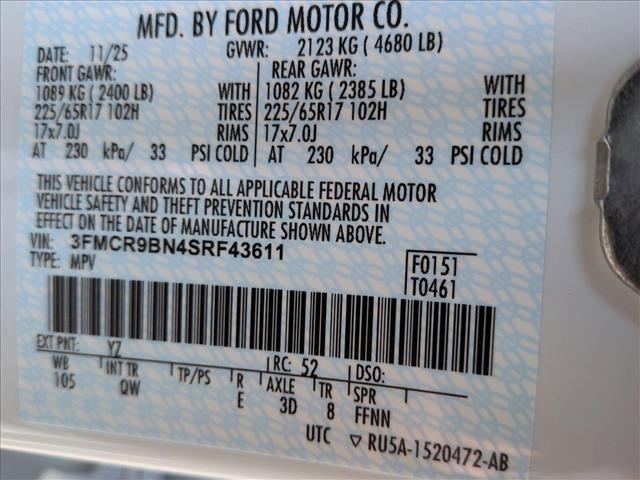 MFD. BY FORD MOTOR CO.
DATE: 11/25 GVWR: 2123 KG ( 4680 LB)
FRONT GAWR: REAR GAWR:
1089 KG ( 2400 LB) WITH 1082 KG ( 2385 LB) WITH
225/65R17 102H TIRES 225/65R17 102H TIRES
17x7.0J RIMS 17x7.0J RIMS
AT 230 kPa/ 33 PSI COLD AT 230 kPa/ 33 PSI COLD
THIS VEHICLE CONFORMS TO ALL APPLICABLE FEDERAL MOTOR
VEHICLE SAFETY AND THEFT PREVENTION STANDARDS IN
EFFECT ON THE DATE OF MANUFACTURE SHOWN ABOVE.
VIN: 3FMCR9BN4SRF43611
TYPE: MPV
F0151
T0461
EXT PNT: YZ RC: 52 DSO:
WB INT TR TP/PS R AXLE TR SPR
105 QW E 3D 8 FFNN
UTC ▽ RU5A-1520472-AB